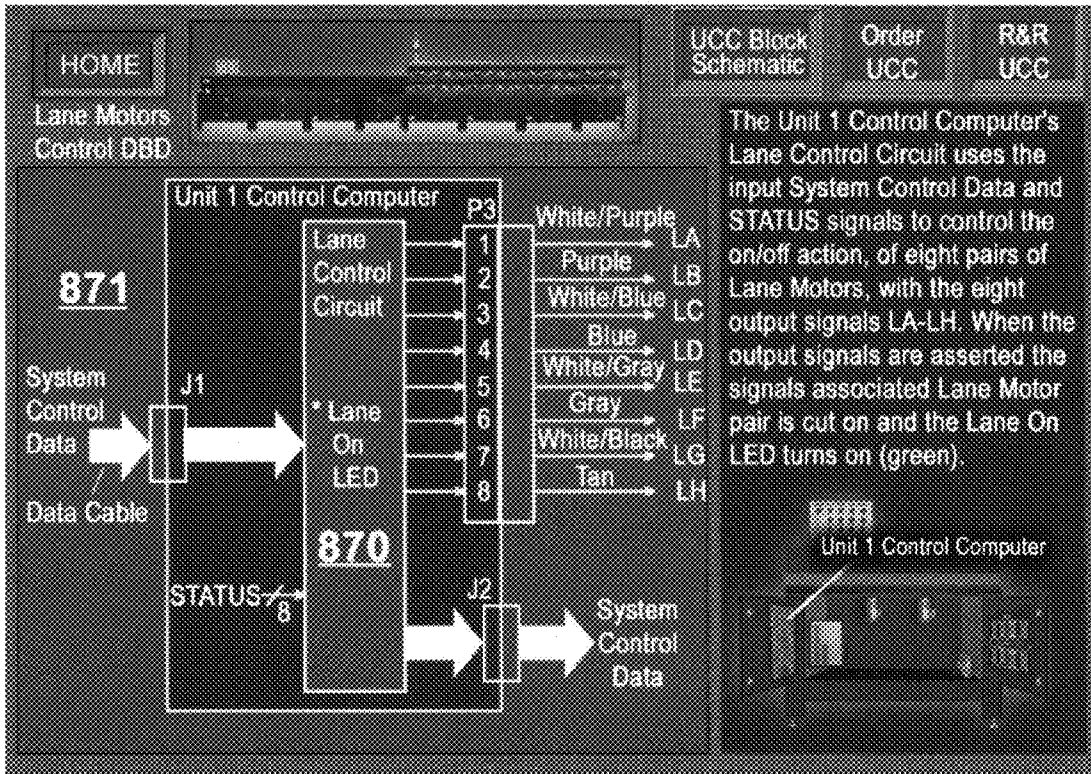 HOME
Lane Motors
Control DBD
UCC Block
Schematic
Order
UCC
R&R
UCC
Unit 1 Control Computer
871
System
Control
Data
Data Cable
J1
Lane
Control
Circuit
* Lane
On
LED
870
STATUS
8
P3
1
2
3
4
5
6
7
8
White/Purple
LA
Purple
LB
White/Blue
LC
Blue
LD
White/Gray
LE
Gray
LF
White/Black
LG
Tan
LH
J2
System
Control
Data
The Unit 1 Control Computer's
Lane Control Circuit uses the
input System Control Data and
STATUS signals to control the
on/off action, of eight pairs of
Lane Motors, with the eight
output signals LA-LH. When the
output signals are asserted the
signals associated Lane Motor
pair is cut on and the Lane On
LED turns on (green).
Unit 1 Control Computer